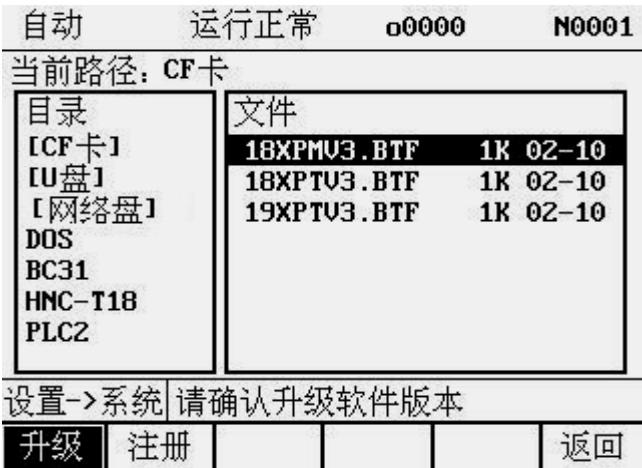 自动 运行正常 o0000 N0001
当前路径：CF卡
目录
[CF卡]
[U盘]
[网络盘]
DOS
BC31
HNC-T18
PLC2
文件
18XPMV3.BTF 1K 02-10
18XPTV3.BTF 1K 02-10
19XPTV3.BTF 1K 02-10
设置->系统 请确认升级软件版本
升级 注册 返回